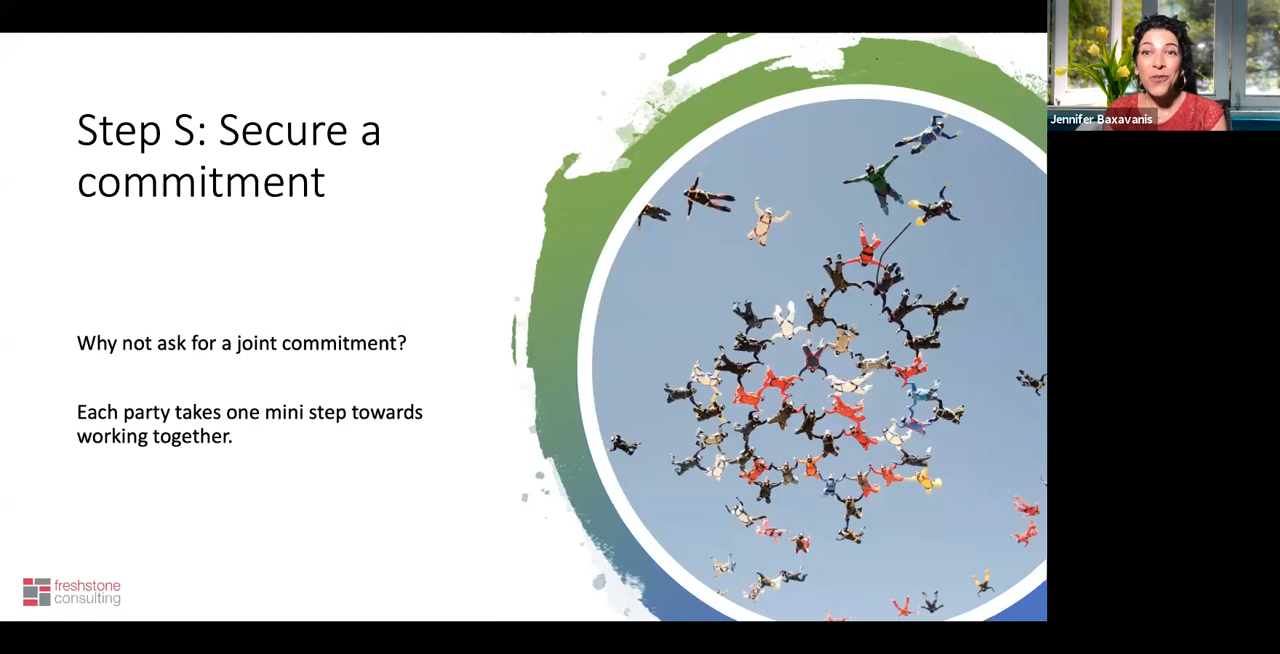 Step S: Secure a
commitment
Why not ask for a joint commitment?
Each party takes one mini step towards
working together.
freshstone
consulting
Jennifer Baxavanis